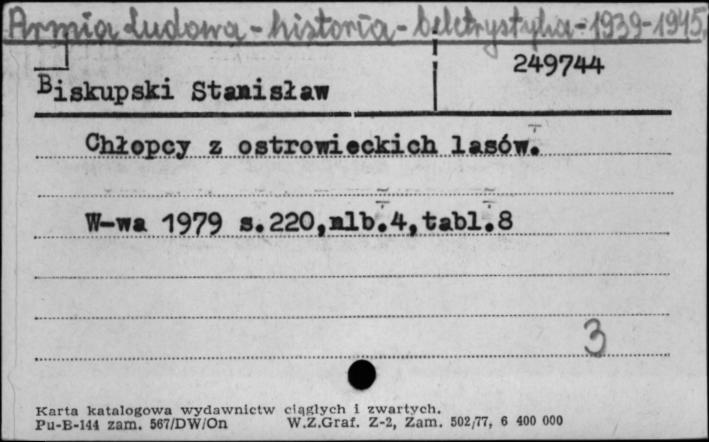 Armia Ludowa - historia - beletrystyka - 1939-1945.
Biskupski Stanisław
249744
Chłopcy z ostrowieckich lasów.
W-wa 1979 s.220,nlb.4,tabl.8
3
Karta katalogowa wydawnictw ciągłych i zwartych.
Pu-B-144 zam. 567/DW/On W.Z.Graf. Z-2, Zam. 502/77, 6 400 000